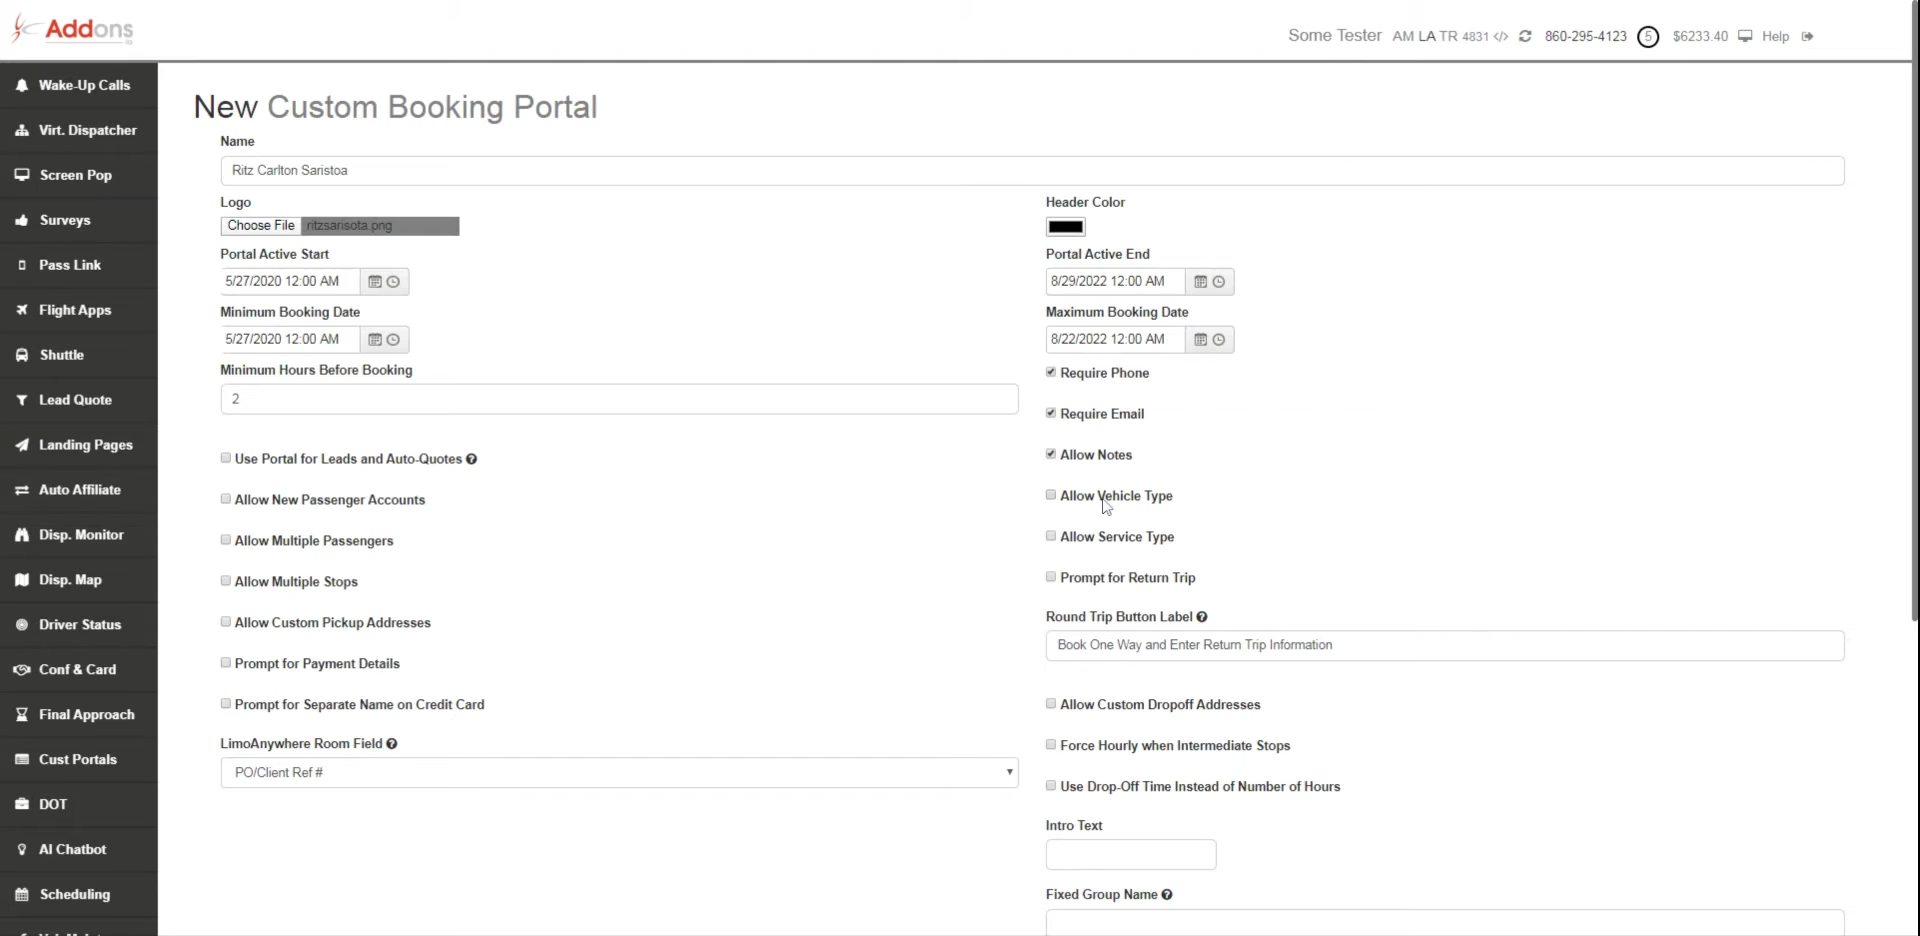 Addons
Some Tester AM LA TR 4831 </> 860-295-4123 5 $6233.40 Help
Wake-Up Calls
Virt. Dispatcher
Screen Pop
Surveys
Pass Link
Flight Apps
Shuttle
Lead Quote
Landing Pages
Auto Affiliate
Disp. Monitor
Disp. Map
Driver Status
Conf & Card
Final Approach
Cust Portals
DOT
AI Chatbot
Scheduling
New Custom Booking Portal
Name
Ritz Carlton Saristoa
Logo
Header Color
Choose File ritzsarisota.png
Portal Active Start
Portal Active End
5/27/2020 12:00 AM
8/29/2022 12:00 AM
Minimum Booking Date
Maximum Booking Date
5/27/2020 12:00 AM
8/22/2022 12:00 AM
Minimum Hours Before Booking
2
Require Phone
Require Email
Use Portal for Leads and Auto-Quotes ?
Allow Notes
Allow New Passenger Accounts
Allow Vehicle Type
Allow Multiple Passengers
Allow Service Type
Allow Multiple Stops
Prompt for Return Trip
Allow Custom Pickup Addresses
Round Trip Button Label ?
Book One Way and Enter Return Trip Information
Prompt for Payment Details
Prompt for Separate Name on Credit Card
Allow Custom Dropoff Addresses
LimoAnywhere Room Field ?
PO/Client Ref #
Force Hourly when Intermediate Stops
Use Drop-Off Time Instead of Number of Hours
Intro Text
Fixed Group Name ?